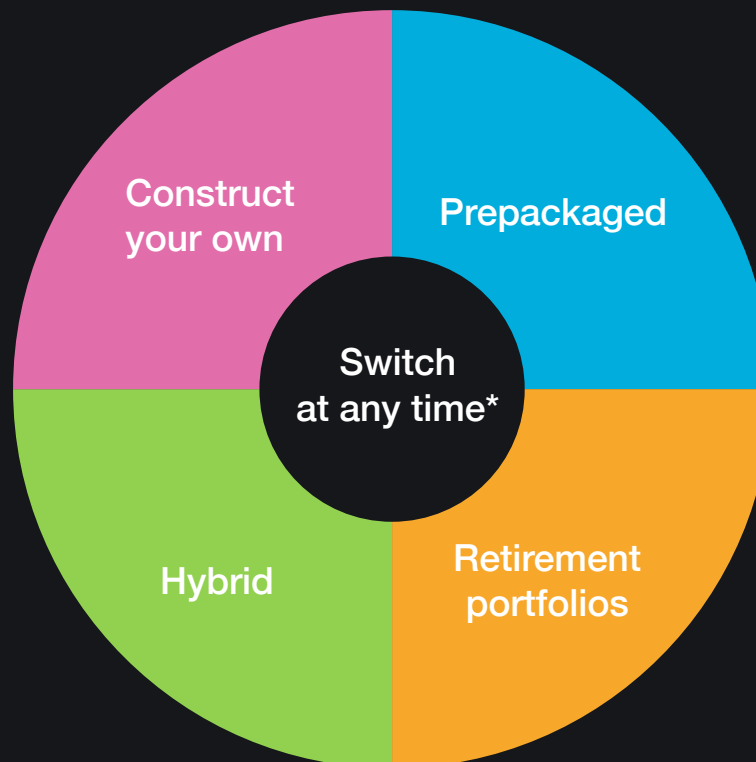 Construct
your own
Prepackaged
Switch
at any time*
Hybrid
Retirement
portfolios